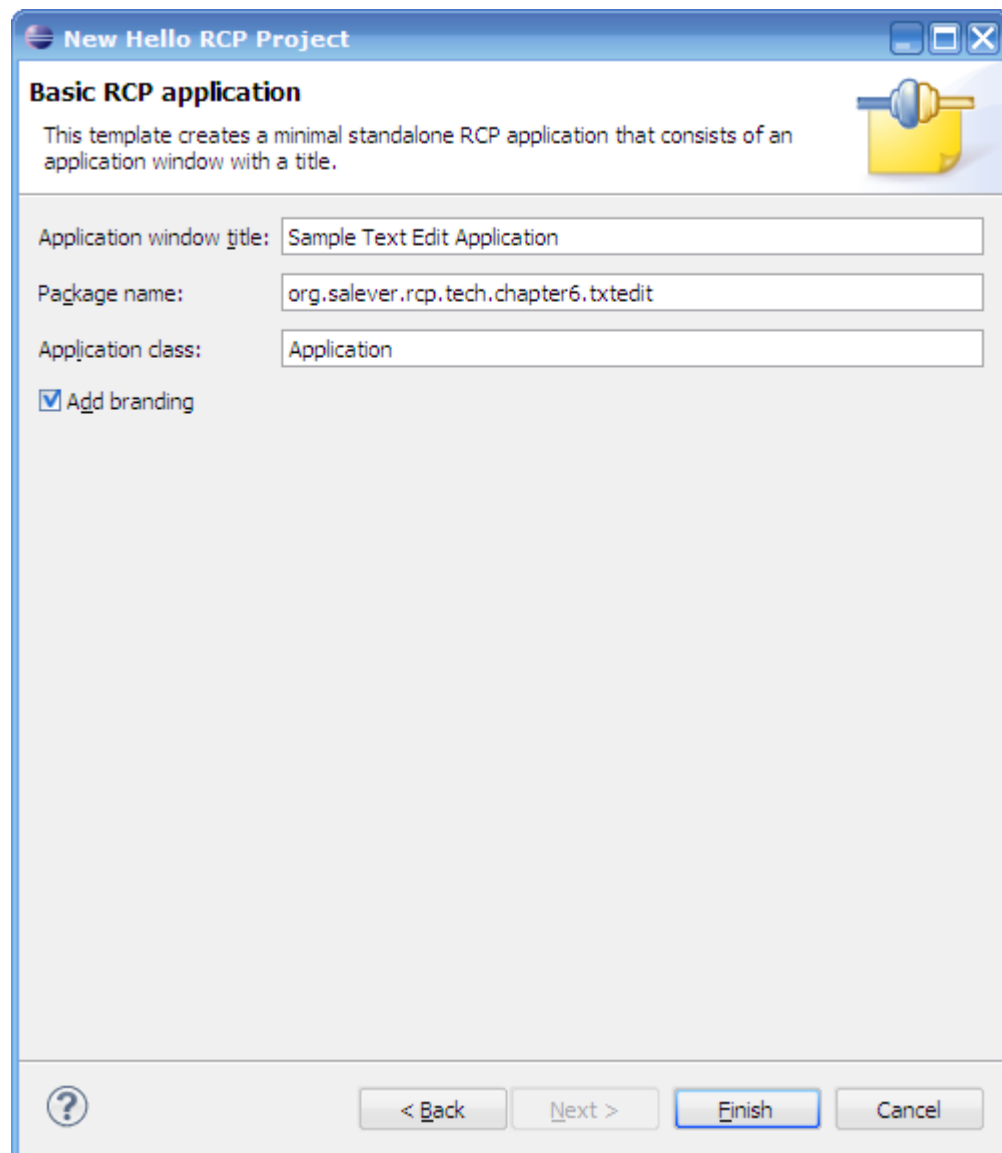 New Hello RCP Project
Basic RCP application
This template creates a minimal standalone RCP application that consists of an
application window with a title.
Application window title: Sample Text Edit Application
Package name: org.salever.rcp.tech.chapter6.txtedit
Application class: Application
Add branding
? < Back Next > Finish Cancel